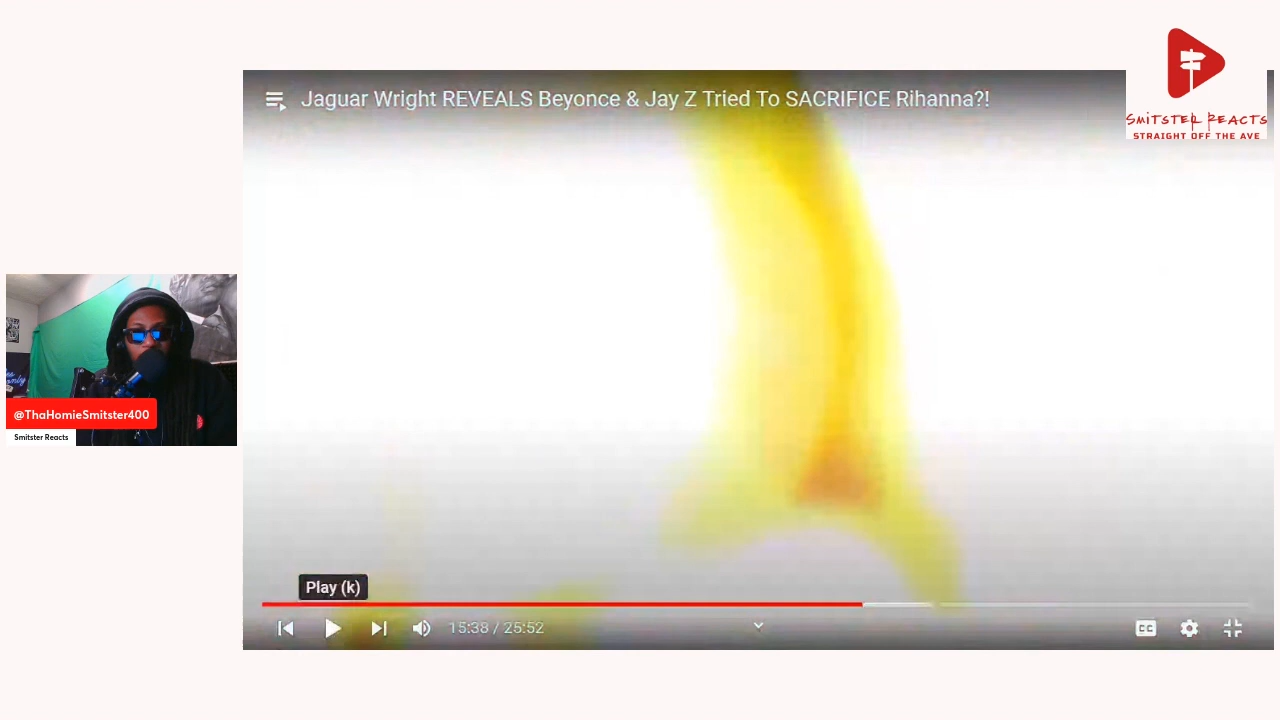 Jaguar Wright REVEALS Beyonce & Jay Z Tried To SACRIFICE Rihanna?!
SMITSTER REACTS
STRAIGHT OFF THE AVE
@ThaHomieSmitster400
Smitster Reacts
Play (k)
15:38 / 25:52
CC